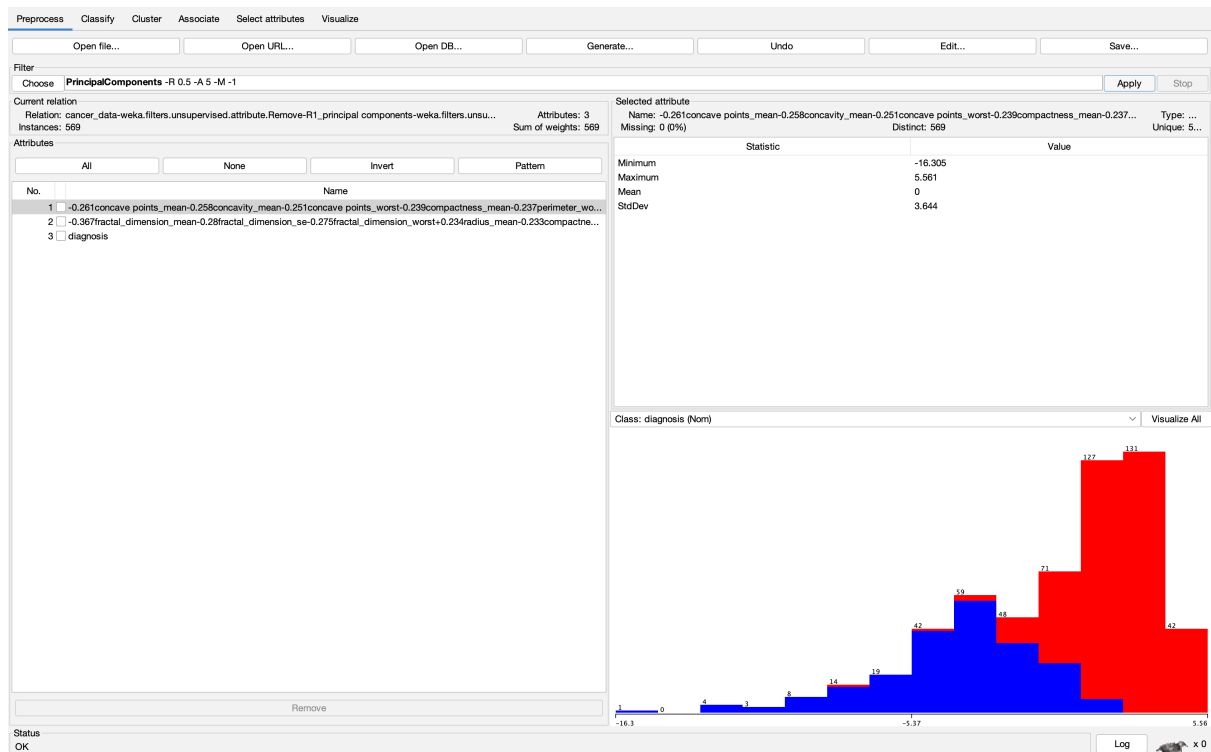 Preprocess Classify Cluster Associate Select attributes Visualize
Open file... Open URL... Open DB... Generate... Undo Edit... Save...
Filter
Choose PrincipalComponents -R 0.5 -A 5 -M -1 Apply Stop
Current relation
Relation: cancer_data-weka.filters.unsupervised.attribute.Remove-R1_principal components-weka.filters.unsu... Attributes: 3
Instances: 569 Sum of weights: 569
Attributes
All None Invert Pattern
No. Name
1 -0.261concave points_mean-0.258concavity_mean-0.251concave points_worst-0.239compactness_mean-0.237perimeter_wo...
2 -0.367fractal_dimension_mean-0.28fractal_dimension_se-0.275fractal_dimension_worst+0.234radius_mean-0.233compactne...
3 diagnosis
Remove
Selected attribute
Name: -0.261concave points_mean-0.258concavity_mean-0.251concave points_worst-0.239compactness_mean-0.237... Type: ...
Missing: 0 (0%) Distinct: 569 Unique: 5...
Statistic Value
Minimum -16.305
Maximum 5.561
Mean 0
StdDev 3.644
Class: diagnosis (Nom) Visualize All
1 0 4 3 8 14 19 42 59 48 71 127 131 42
-16.3 -5.37 5.56
Status
OK Log x 0